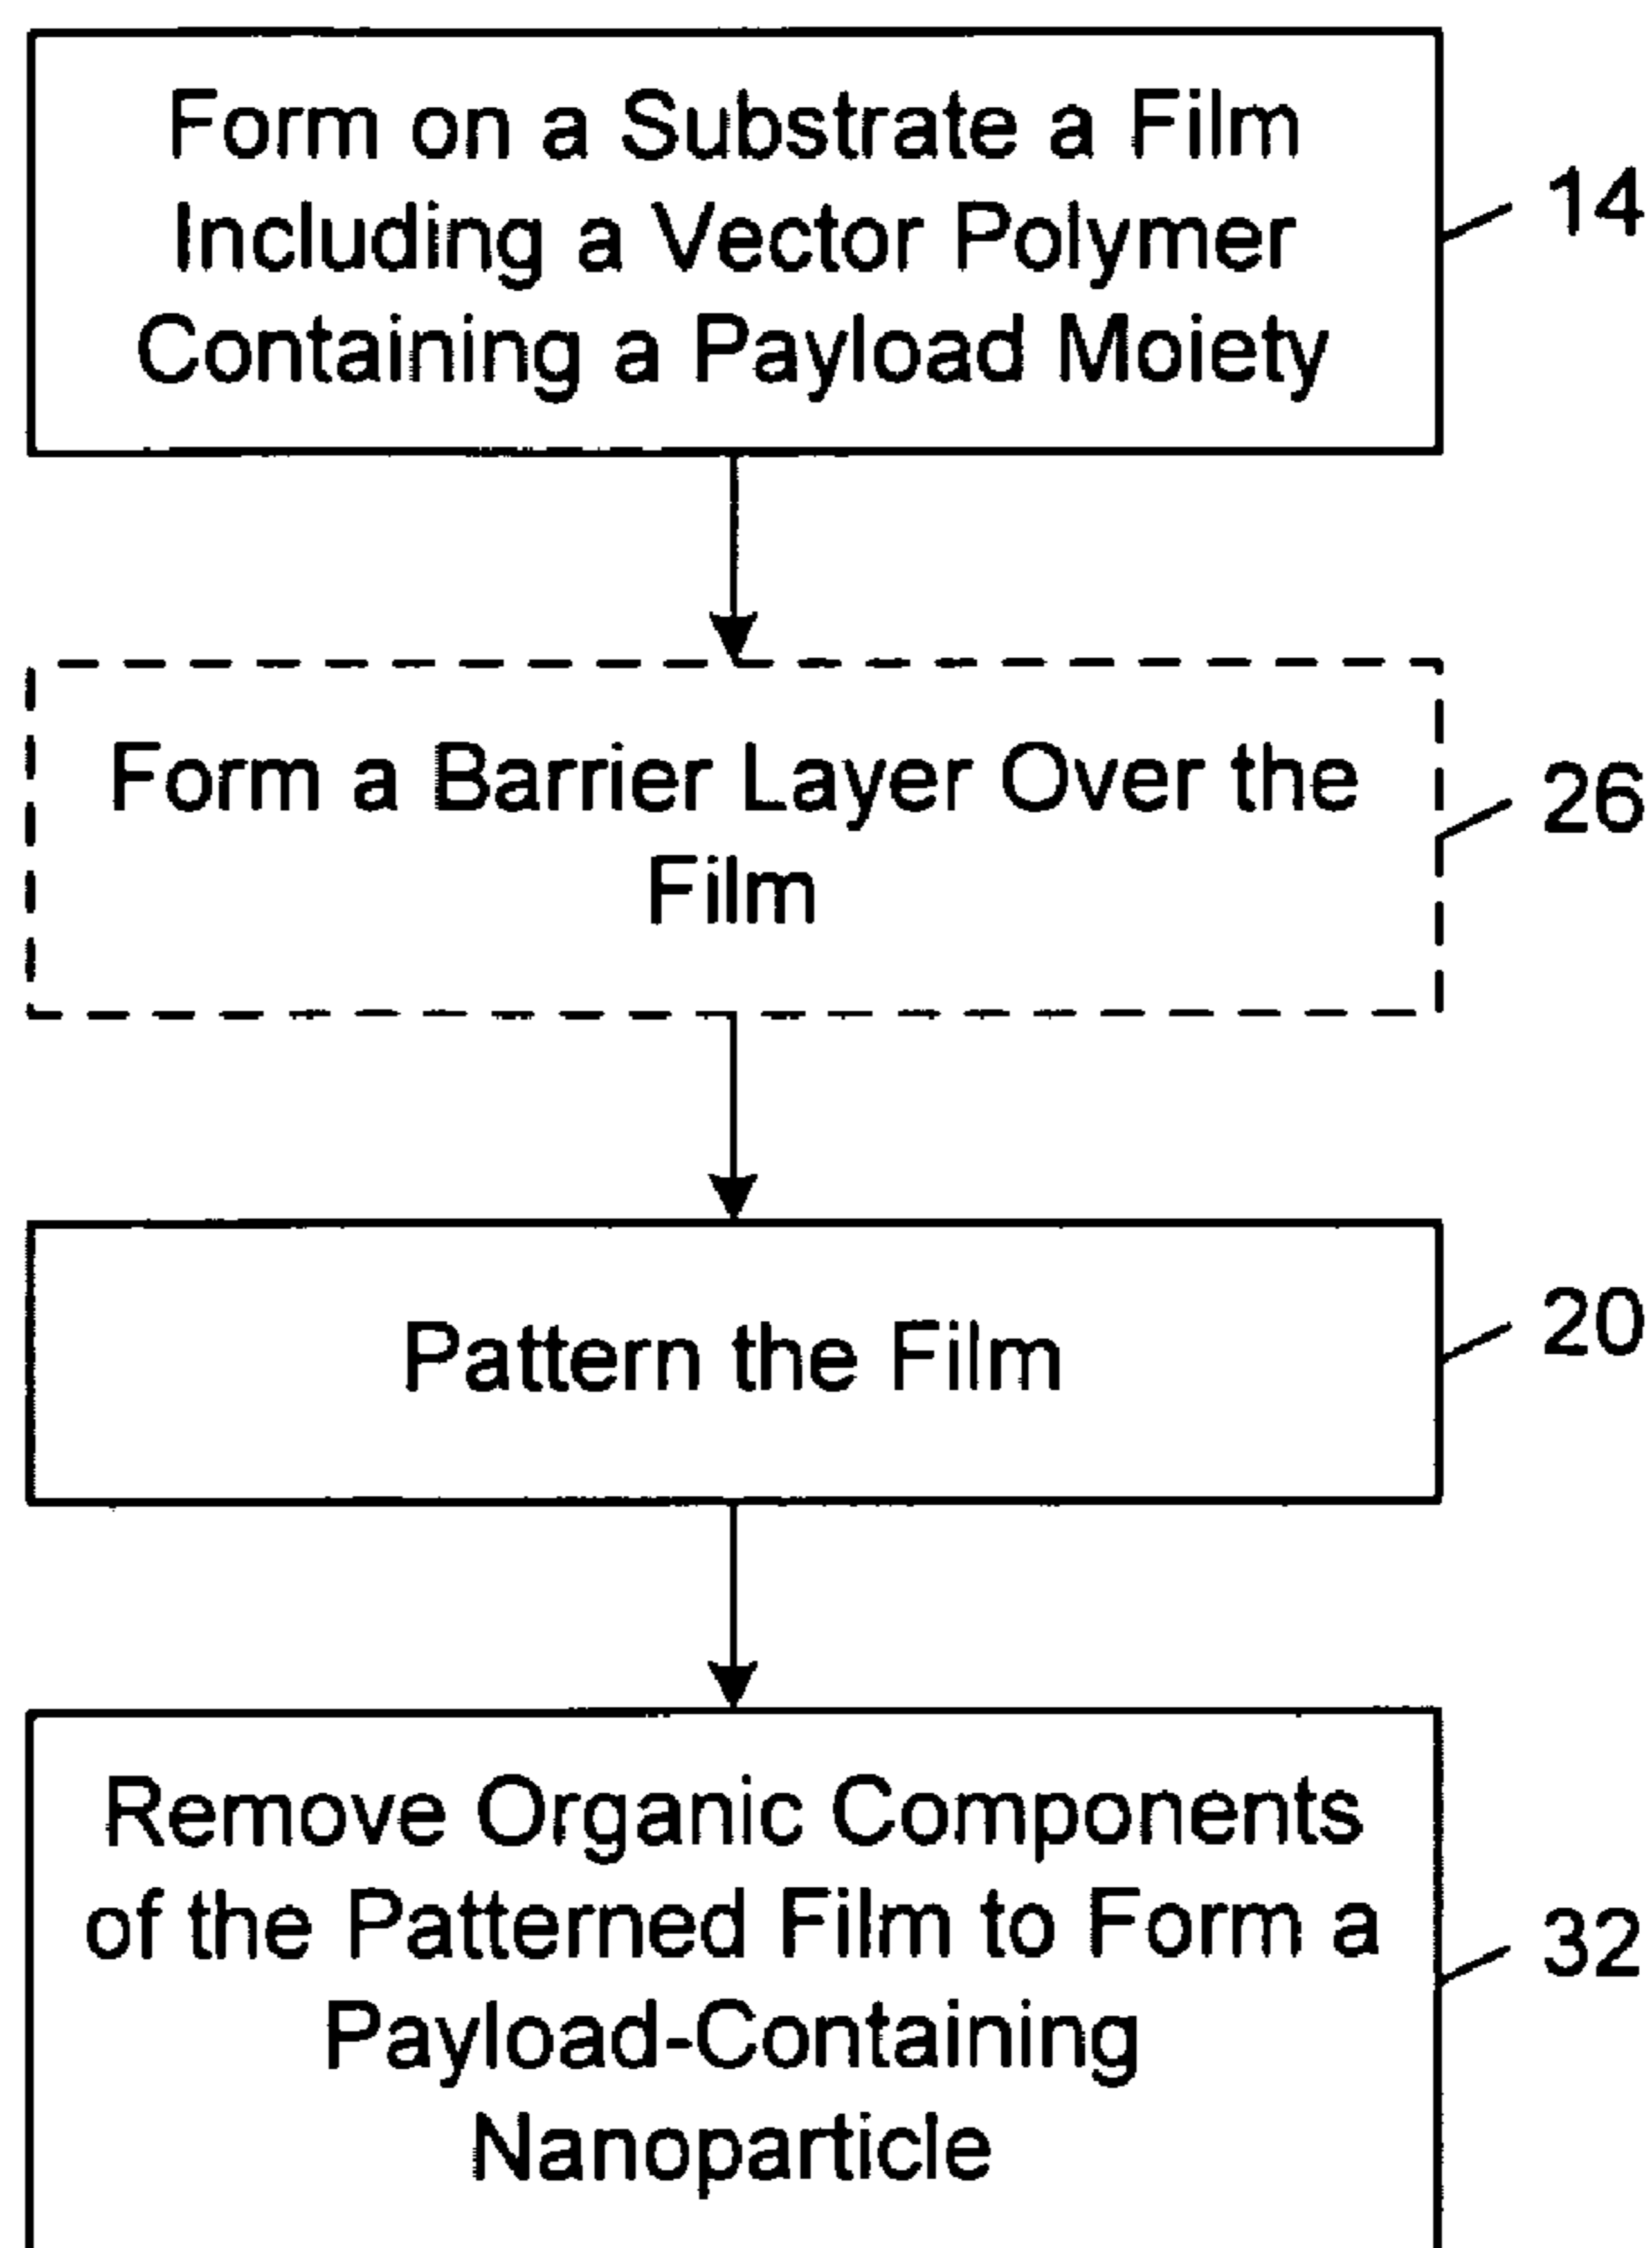 Form on a Substrate a Film
Including a Vector Polymer
Containing a Payload Moiety
14
Form a Barrier Layer Over the
Film
26
Pattern the Film
20
Remove Organic Components
of the Patterned Film to Form a
Payload-Containing
Nanoparticle
32